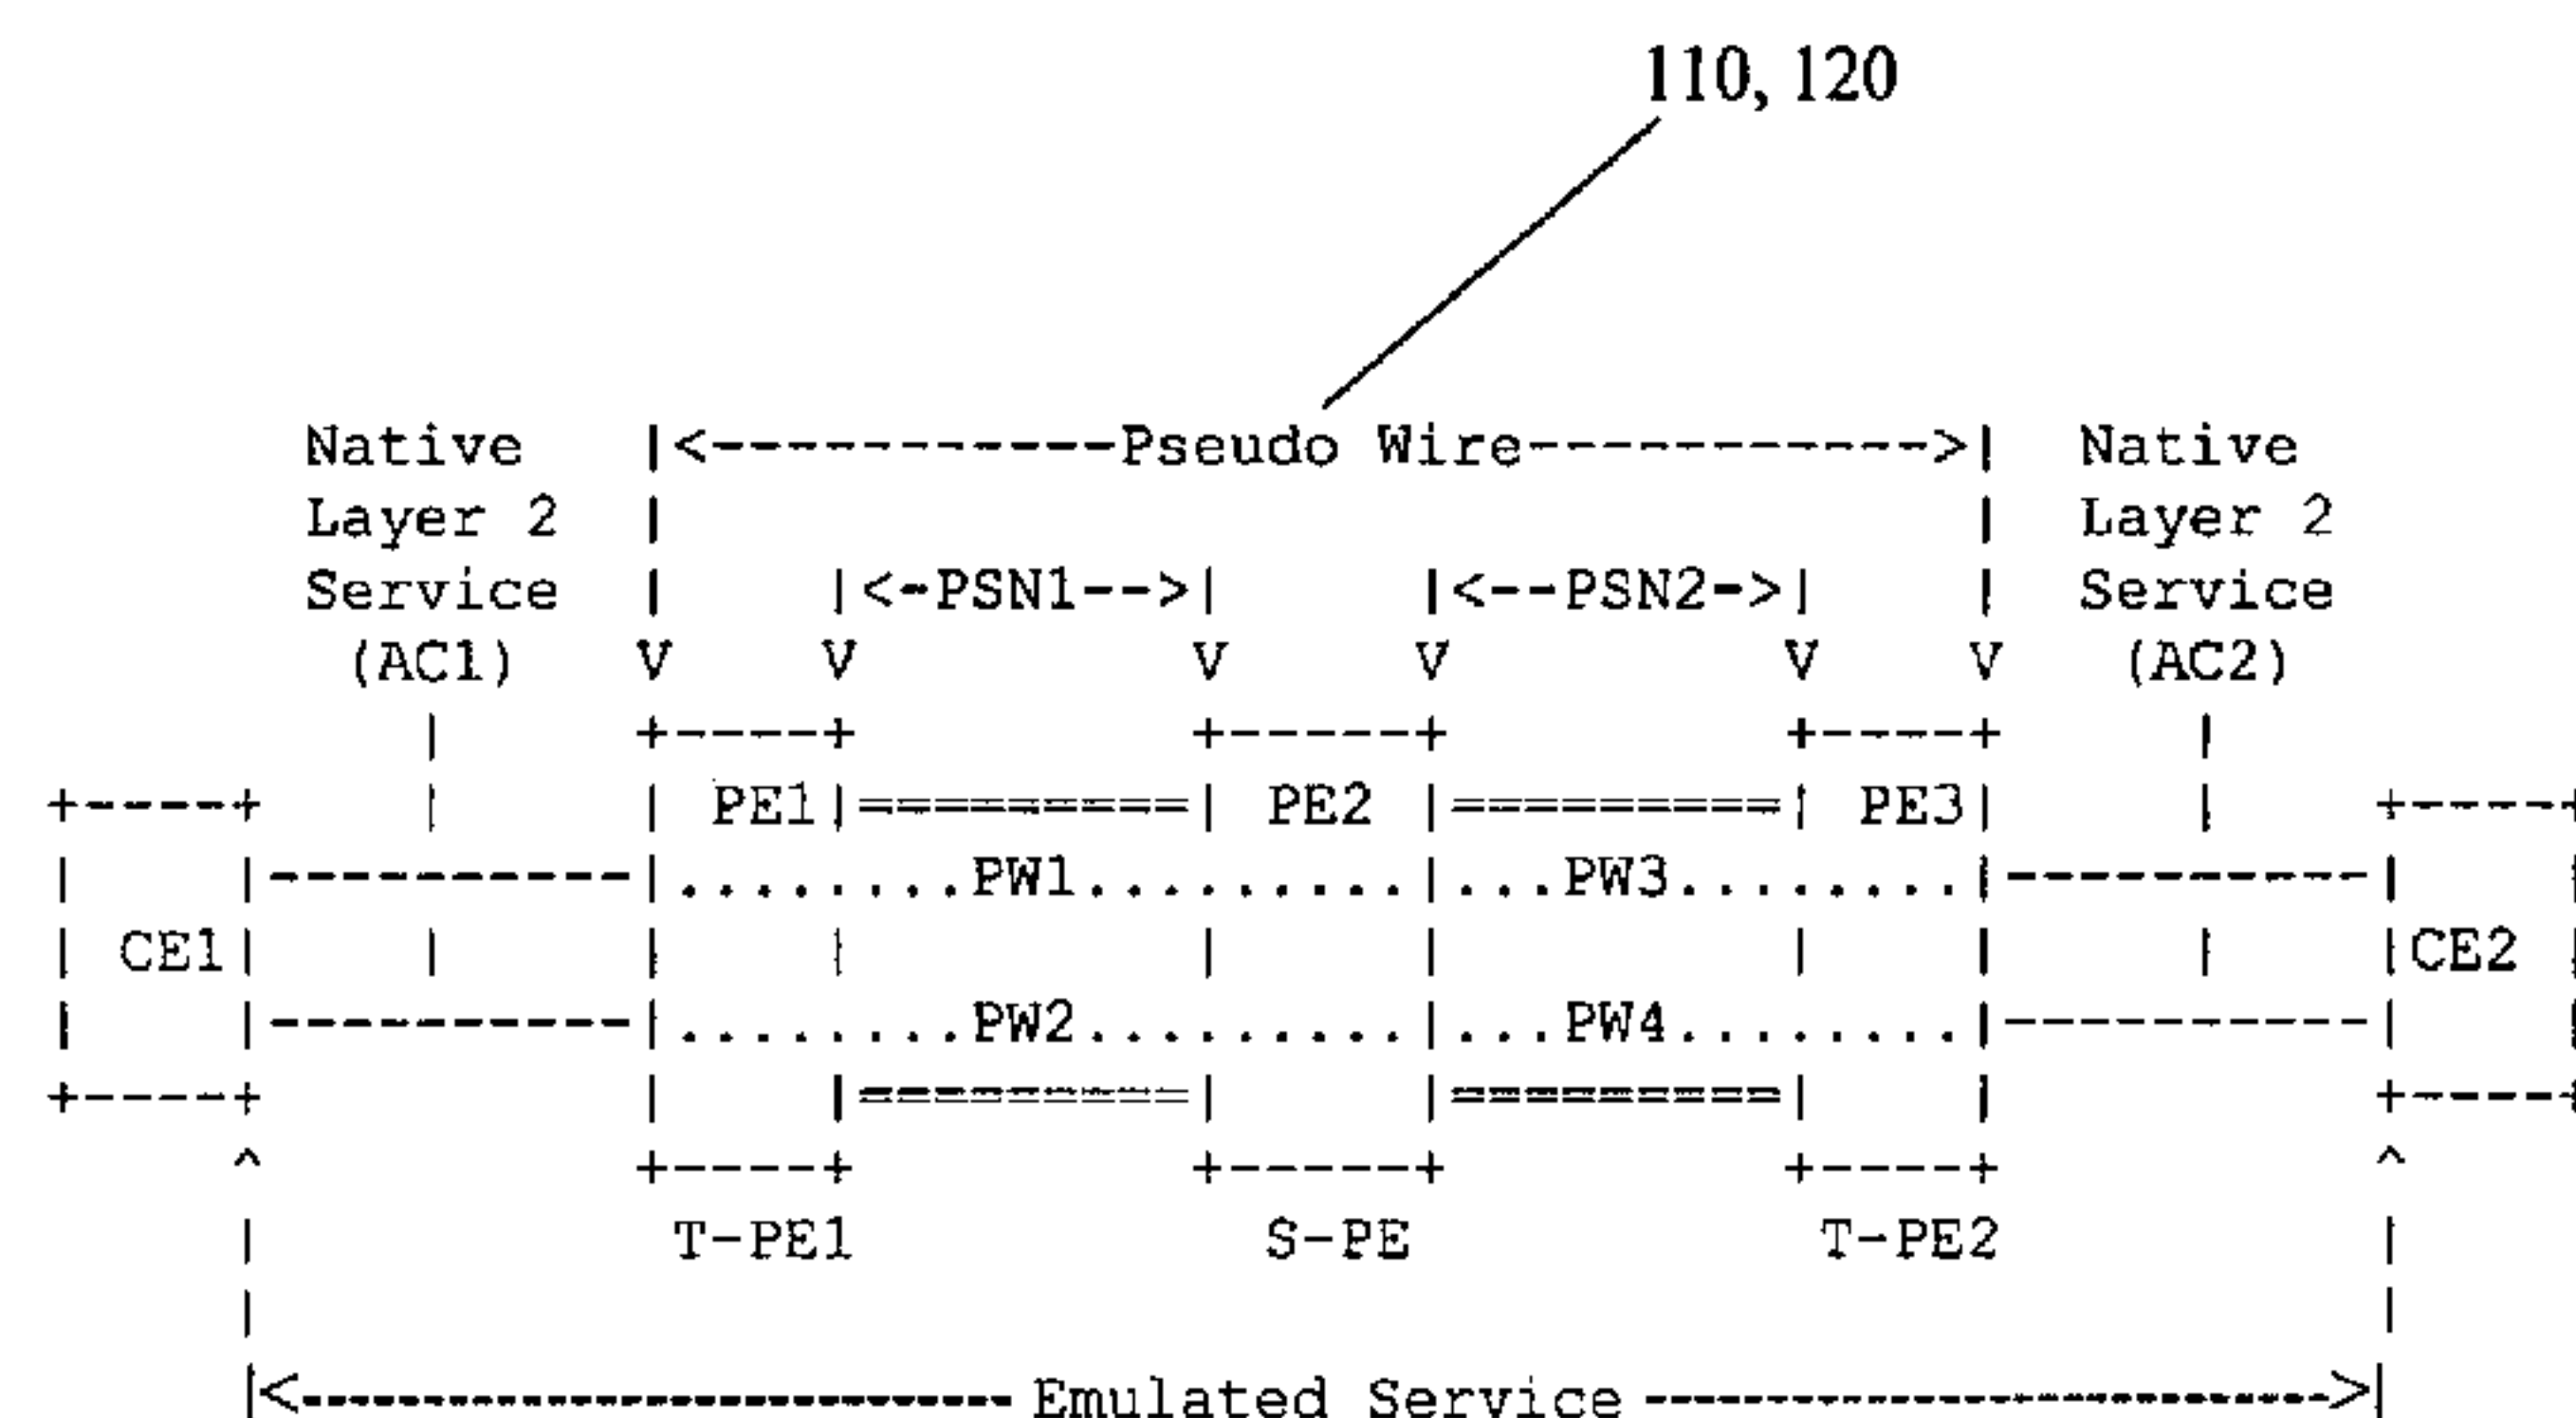 110, 120
Native |<-----------Pseudo Wire----------->| Native
Layer 2 | | Layer 2
Service | |<-PSN1-->| |<--PSN2->| | Service
(AC1) V V V V V V (AC2)
| +-----+ +------+ +-----+ |
+-----+ | | PE1|=========| PE2 |=========| PE3| | +-----+
| |----------|........PW1.........|...PW3........|----------| |
| CE1| | | | | | | | | |CE2 |
| |----------|........PW2.........|...PW4........|----------| |
+-----+ | |=========| |=========| | +-----+
^ +-----+ +------+ +-----+ ^
| T-PE1 S-PE T-PE2 |
| |
|<-------------------- Emulated Service -------------------->|